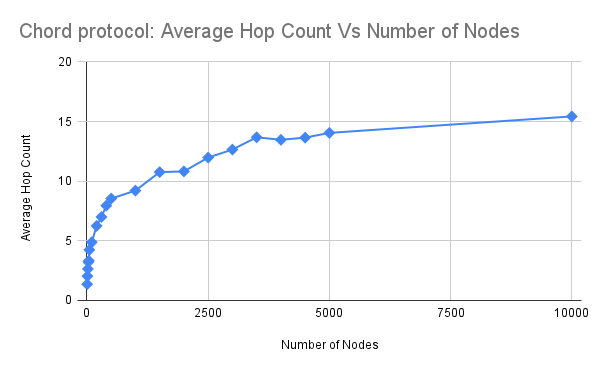 Chord protocol: Average Hop Count Vs Number of Nodes
Average Hop Count
20
15
10
5
0
0 2500 5000 7500 10000
Number of Nodes